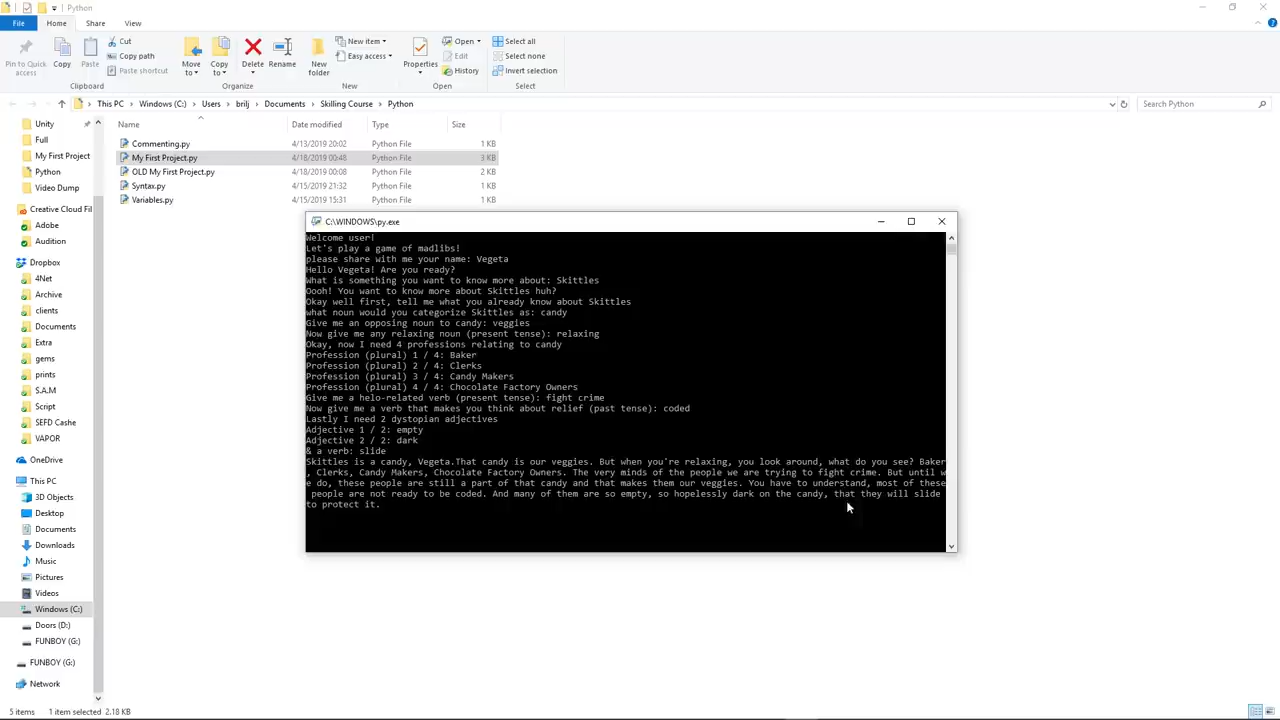 Python
File
Home
Share
View
Pin to Quick
access
Copy
Paste
Cut
Copy path
Paste shortcut
Clipboard
Move
to
Copy
to
Delete
Rename
Organize
New
folder
New item
Easy access
New
Properties
Open
Edit
History
Open
Select all
Select none
Invert selection
Select
This PC > Windows (C:) > Users > brilj > Documents > Skilling Course > Python
Search Python
Name Date modified Type Size
Commenting.py 4/13/2019 20:02 Python File 1 KB
My First Project.py 4/18/2019 00:48 Python File 3 KB
OLD My First Project.py 4/18/2019 00:08 Python File 2 KB
Syntax.py 4/15/2019 21:32 Python File 1 KB
Variables.py 4/15/2019 15:31 Python File 1 KB
Unity
Full
My First Project
Python
Video Dump
Creative Cloud Fil
Adobe
Audition
Dropbox
4Net
Archive
clients
Documents
Extra
gems
prints
S.A.M
Script
SEFD Cashe
VAPOR
OneDrive
This PC
3D Objects
Desktop
Documents
Downloads
Music
Pictures
Videos
Windows (C:)
Doors (D:)
FUNBOY (G:)
FUNBOY (G:)
Network
C:\WINDOWS\py.exe
Welcome user!
Let's play a game of madlibs!
please share with me your name: Vegeta
Hello Vegeta! Are you ready?
What is something you want to know more about: Skittles
Oooh! You want to know more about Skittles huh?
Okay well first, tell me what you already know about Skittles
what noun would you categorize Skittles as: candy
Give me an opposing noun to candy: veggies
Now give me any relaxing noun (present tense): relaxing
Okay, now I need 4 professions relating to candy
Profession (plural) 1 / 4: Baker
Profession (plural) 2 / 4: Clerks
Profession (plural) 3 / 4: Candy Makers
Profession (plural) 4 / 4: Chocolate Factory Owners
Give me a helo-related verb (present tense): fight crime
Now give me a verb that makes you think about relief (past tense): coded
Lastly I need 2 dystopian adjectives
Adjective 1 / 2: empty
Adjective 2 / 2: dark
& a verb: slide
Skittles is a candy, Vegeta.That candy is our veggies. But when you're relaxing, you look around, what do you see? Baker
, Clerks, Candy Makers, Chocolate Factory Owners. The very minds of the people we are trying to fight crime. But until w
e do, these people are still a part of that candy and that makes them our veggies. You have to understand, most of these
people are not ready to be coded. And many of them are so empty, so hopelessly dark on the candy, that they will slide
to protect it.
5 items 1 item selected 2.18 KB